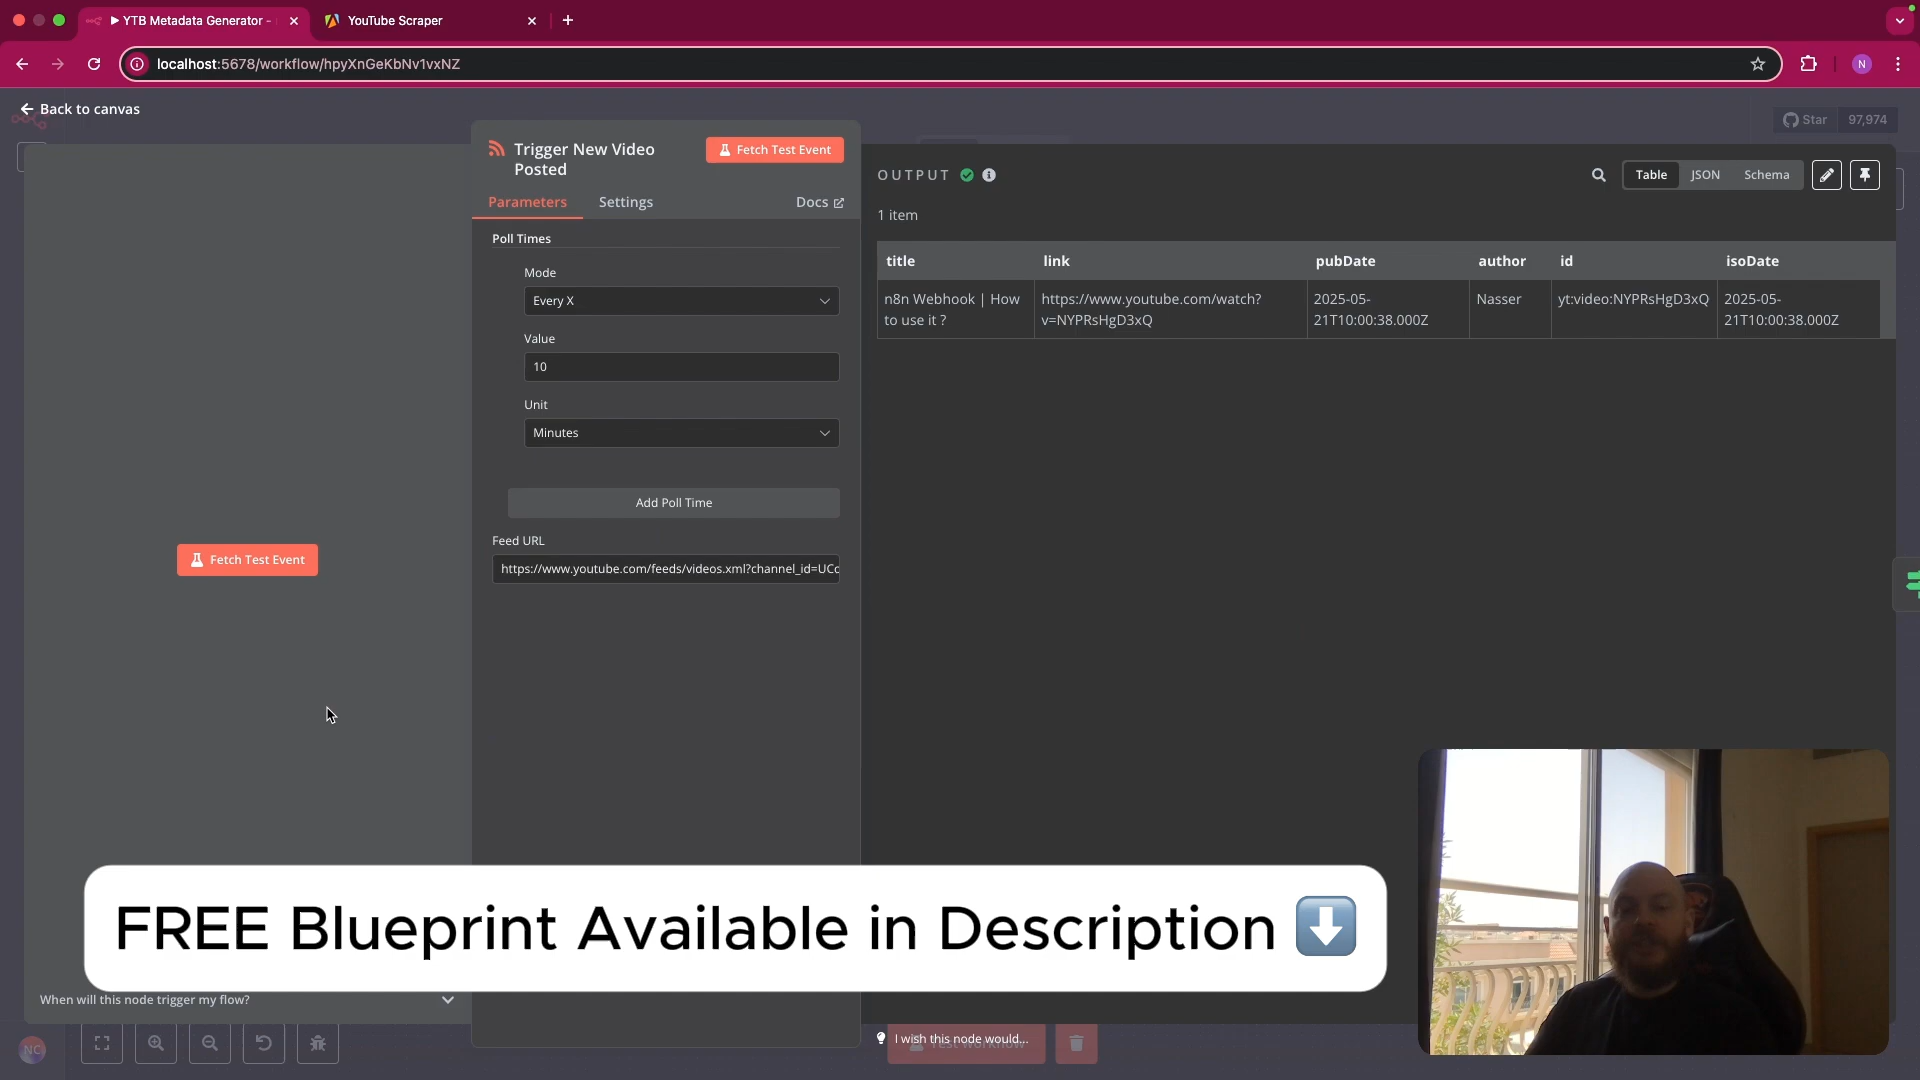 YTB Metadata Generator -
YouTube Scraper
localhost:5678/workflow/hpyXnGeKbNv1vxNZ
N
Back to canvas
Star 97,974
Trigger New Video
Posted
Fetch Test Event
Parameters
Settings
Docs
Poll Times
Mode
Every X
Value
10
Unit
Minutes
Add Poll Time
Feed URL
https://www.youtube.com/feeds/videos.xml?channel_id=UCc
Fetch Test Event
When will this node trigger my flow?
OUTPUT
Table
JSON
Schema
1 item
title link pubDate author id isoDate
n8n Webhook | How
to use it ?
https://www.youtube.com/watch?
v=NYPRsHgD3xQ
2025-05-
21T10:00:38.000Z
Nasser
yt:video:NYPRsHgD3xQ
2025-05-
21T10:00:38.000Z
FREE Blueprint Available in Description
I wish this node would...
Test workflow
NC